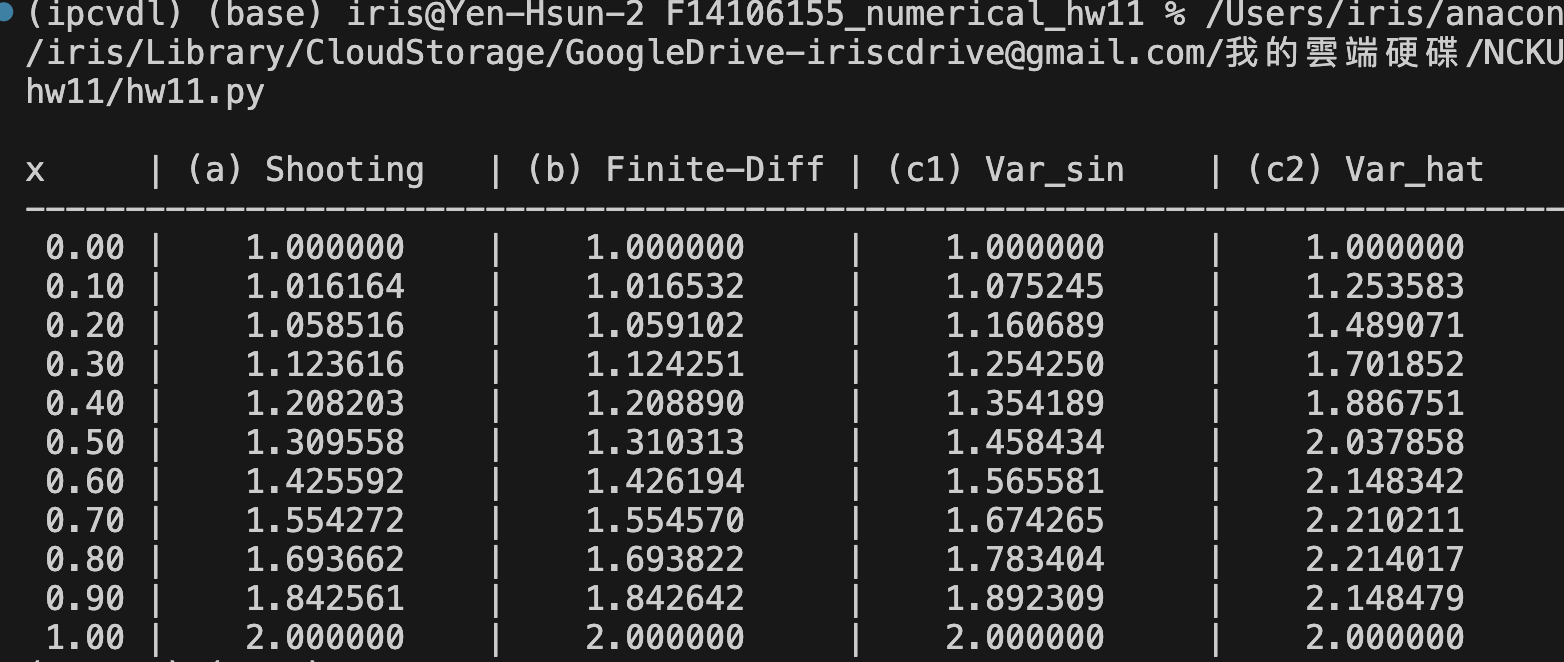 (ipcvdl) (base) iris@Yen-Hsun-2 F14106155_numerical_hw11 % /Users/iris/anacon
/iris/Library/CloudStorage/GoogleDrive-iriscdrive@gmail.com/我的雲端硬碟/NCKU
hw11/hw11.py
x | (a) Shooting | (b) Finite-Diff | (c1) Var_sin | (c2) Var_hat
--------------------------------------------------------------------------------
0.00 | 1.000000 | 1.000000 | 1.000000 | 1.000000
0.10 | 1.016164 | 1.016532 | 1.075245 | 1.253583
0.20 | 1.058516 | 1.059102 | 1.160689 | 1.489071
0.30 | 1.123616 | 1.124251 | 1.254250 | 1.701852
0.40 | 1.208203 | 1.208890 | 1.354189 | 1.886751
0.50 | 1.309558 | 1.310313 | 1.458434 | 2.037858
0.60 | 1.425592 | 1.426194 | 1.565581 | 2.148342
0.70 | 1.554272 | 1.554570 | 1.674265 | 2.210211
0.80 | 1.693662 | 1.693822 | 1.783404 | 2.214017
0.90 | 1.842561 | 1.842642 | 1.892309 | 2.148479
1.00 | 2.000000 | 2.000000 | 2.000000 | 2.000000